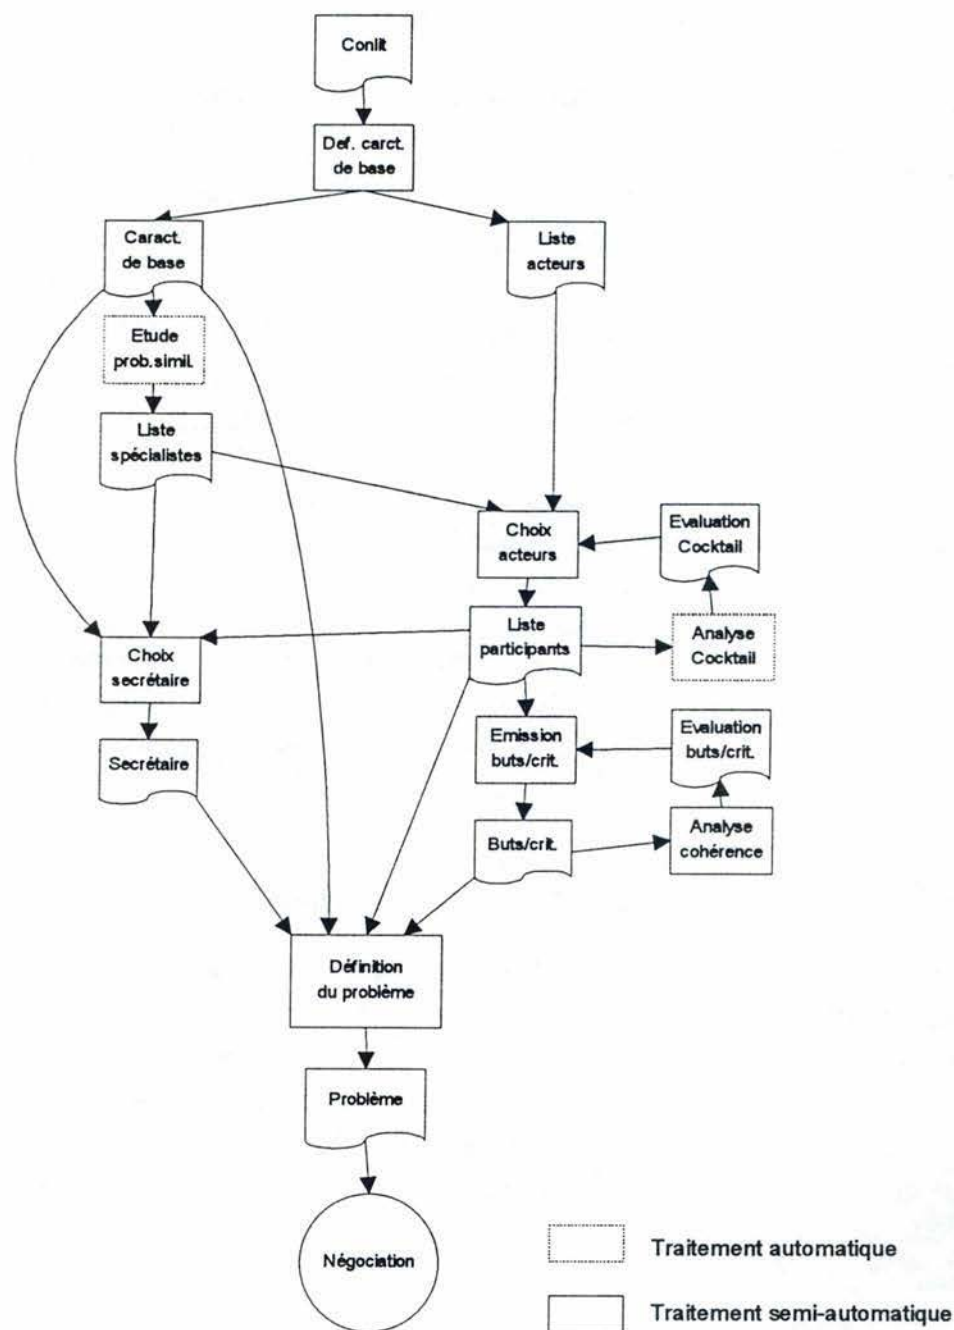 Conlit
Def. carct.
de base
Caract.
de base
Liste
acteurs
Etude
prob.simil.
Liste
spécialistes
Choix
acteurs
Evaluation
Cocktail
Liste
participants
Analyse
Cocktail
Choix
secrétaire
Emission
buts/crit.
Evaluation
buts/crit.
Secrétaire
Buts/crit.
Analyse
cohérence
Définition
du problème
Problème
Négociation
Traitement automatique
Traitement semi-automatique